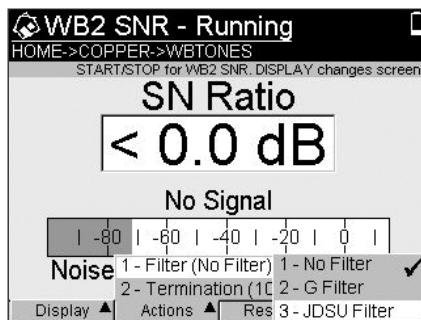 WB2 SNR - Running
HOME->COPPER->WBTONES
START/STOP for WB2 SNR. DISPLAY changes screen
SN Ratio
< 0.0 dB
No Signal
-80 -60 -40 -20 0
Noise
1 - Filter (No Filter)
2 - Termination (10
1 - No Filter ✓
2 - G Filter
3 - JDSU Filter
Display ▲ Actions ▲ Res